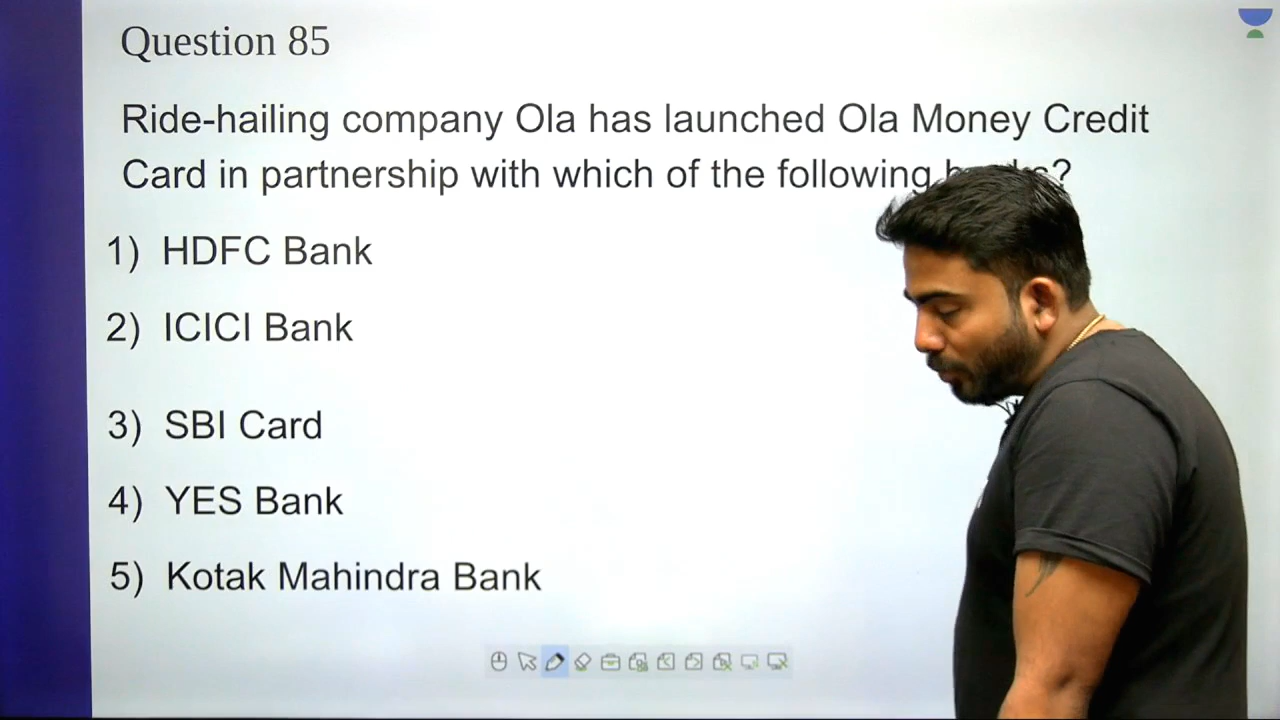 Question 85
Ride-hailing company Ola has launched Ola Money Credit
Card in partnership with which of the following
1) HDFC Bank
2) ICICI Bank
3) SBI Card
4) YES Bank
5) Kotak Mahindra Bank